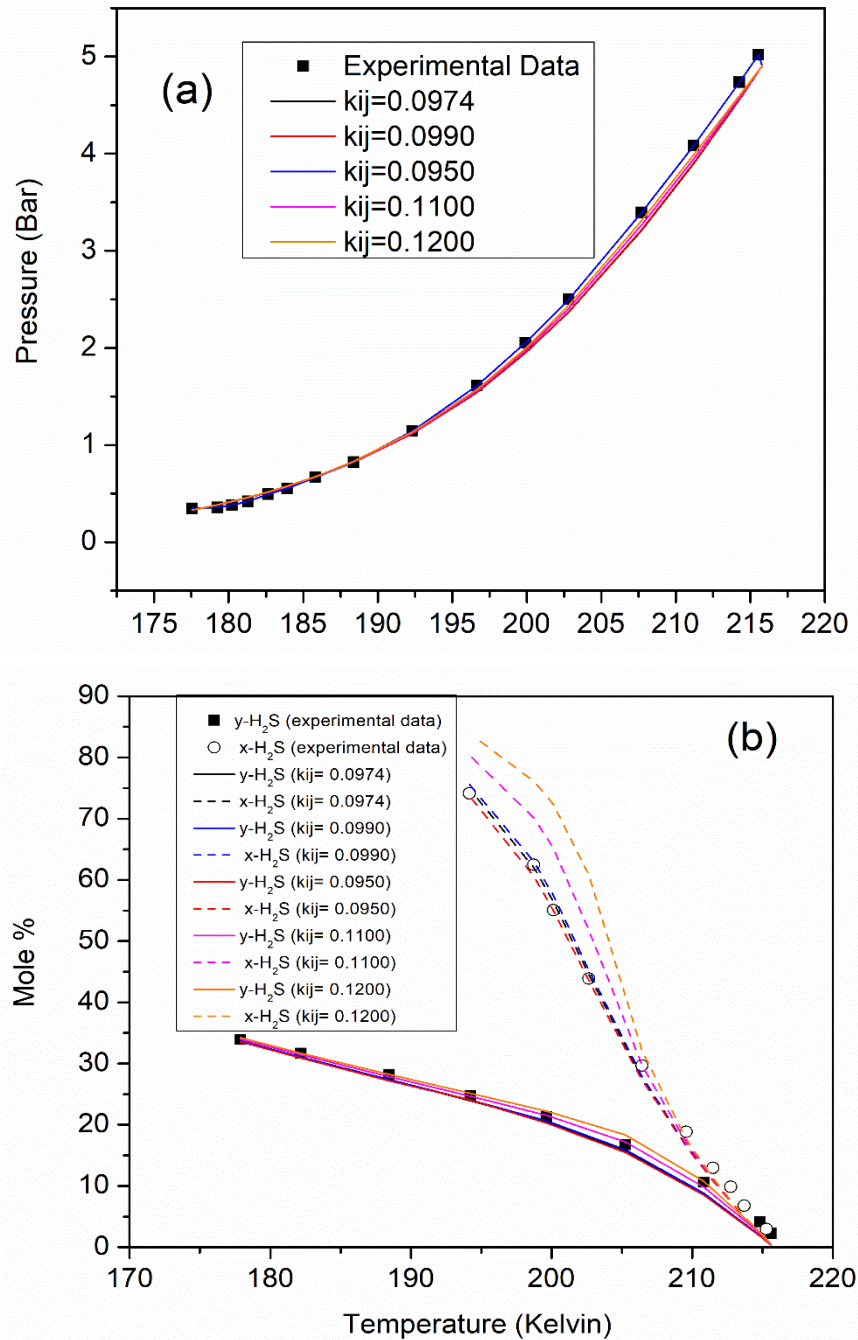 5
4
3
2
1
0
Pressure (Bar)
(a)
Experimental Data
kij=0.0974
kij=0.0990
kij=0.0950
kij=0.1100
kij=0.1200
175 180 185 190 195 200 205 210 215 220
90
80
70
60
50
40
30
20
10
0
Mole %
(b)
y-H₂S (experimental data)
x-H₂S (experimental data)
y-H₂S (kij= 0.0974)
x-H₂S (kij= 0.0974)
y-H₂S (kij= 0.0990)
x-H₂S (kij= 0.0990)
y-H₂S (kij= 0.0950)
x-H₂S (kij= 0.0950)
y-H₂S (kij= 0.1100)
x-H₂S (kij= 0.1100)
y-H₂S (kij= 0.1200)
x-H₂S (kij= 0.1200)
170 180 190 200 210 220
Temperature (Kelvin)